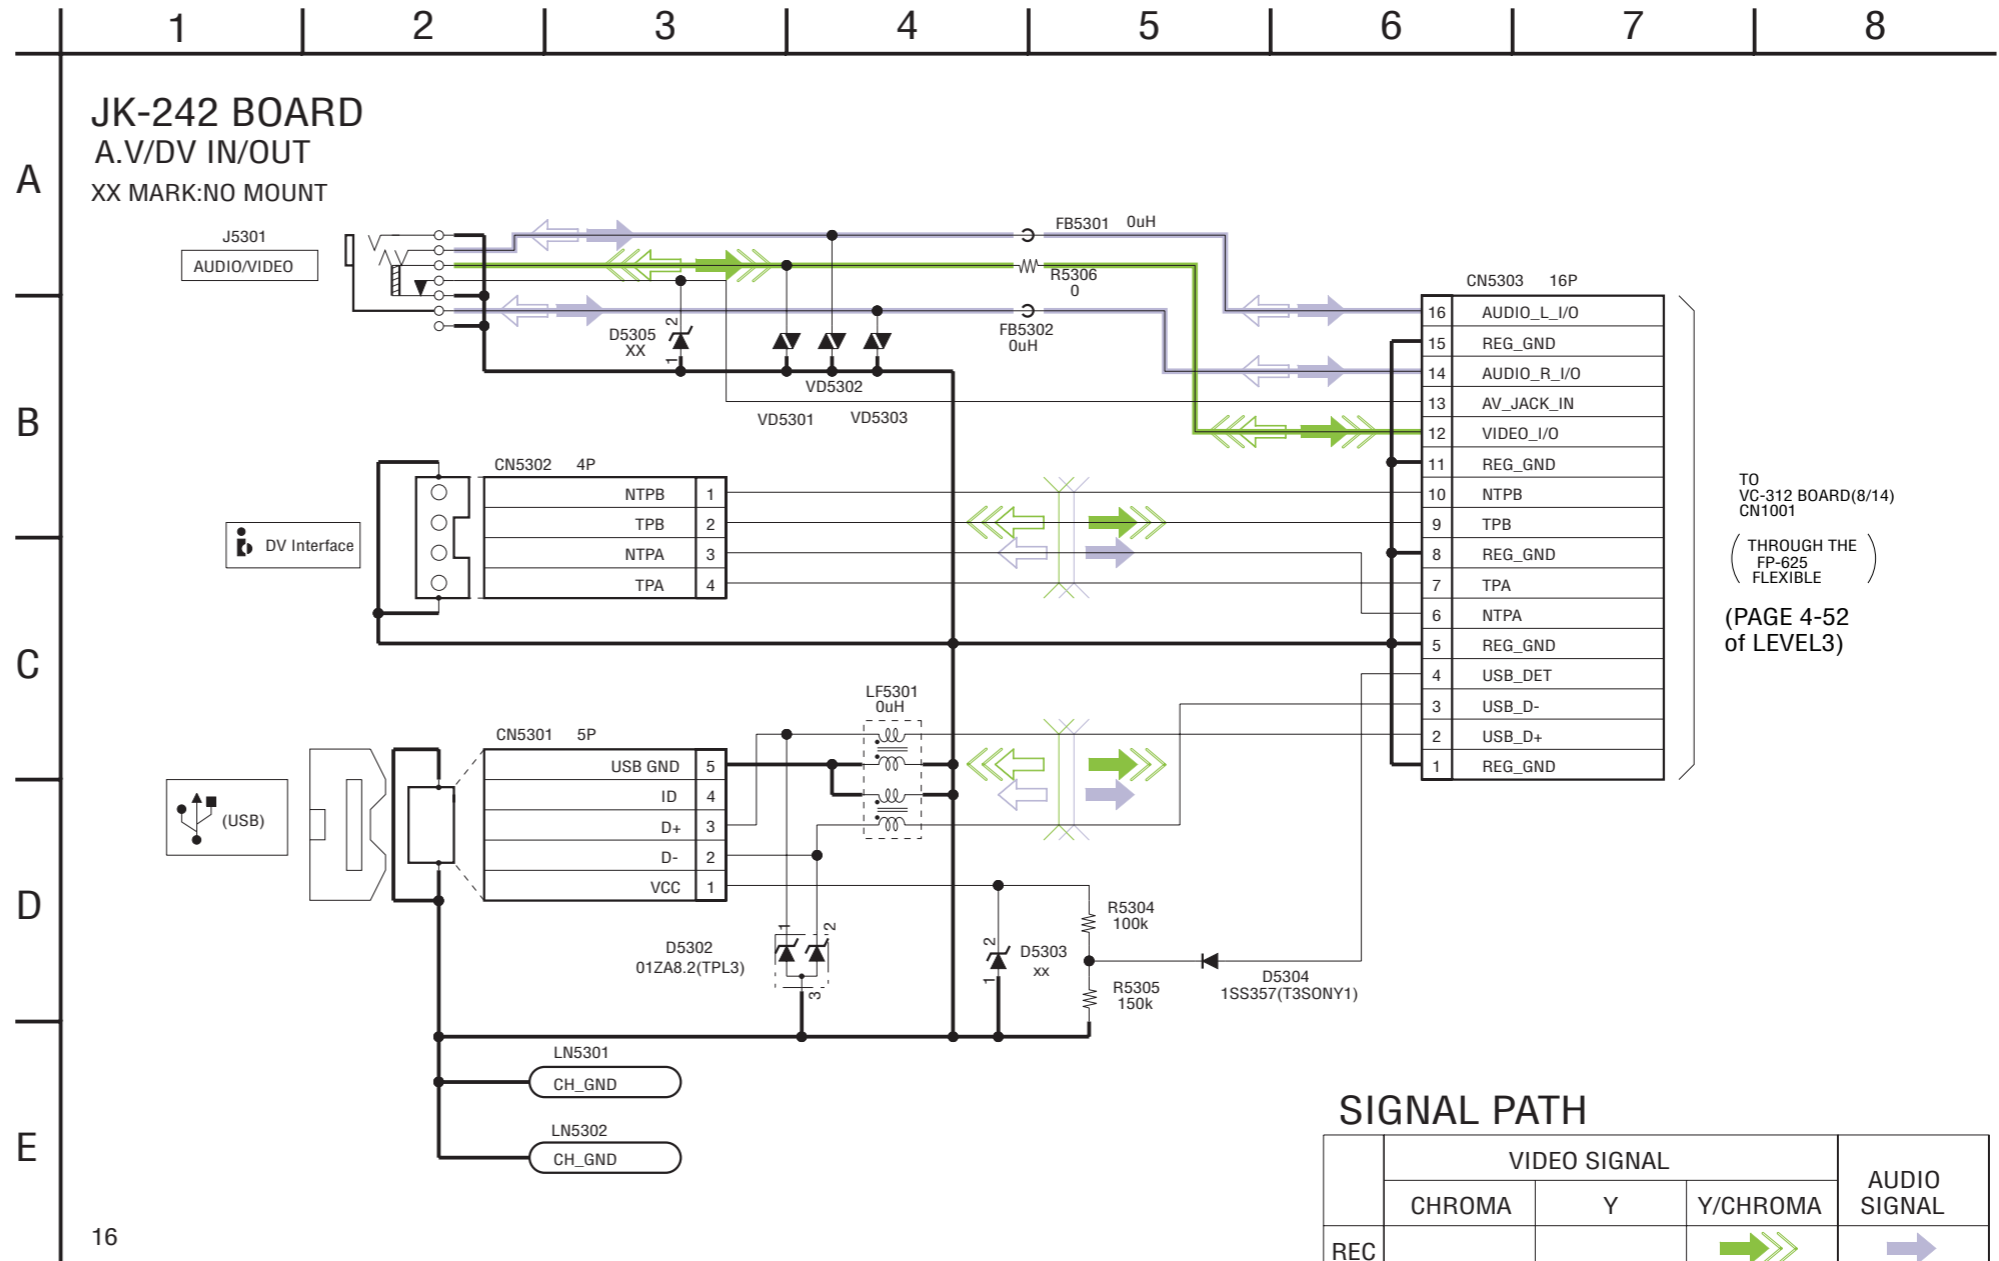 1 2 3 4 5 6 7 8
JK-242 BOARD
A.V/DV IN/OUT
XX MARK:NO MOUNT
A
B
C
D
E
J5301
AUDIO/VIDEO
FB5301 0uH
R5306
0
FB5302
0uH
D5305
XX
2
1
VD5302
VD5301 VD5303
CN5303 16P
16 AUDIO_L_I/O
15 REG_GND
14 AUDIO_R_I/O
13 AV_JACK_IN
12 VIDEO_I/O
11 REG_GND
10 NTPB
9 TPB
8 REG_GND
7 TPA
6 NTPA
5 REG_GND
4 USB_DET
3 USB_D-
2 USB_D+
1 REG_GND
TO
VC-312 BOARD(8/14)
CN1001
THROUGH THE
FP-625
FLEXIBLE
(PAGE 4-52
of LEVEL3)
CN5302 4P
NTPB 1
TPB 2
NTPA 3
TPA 4
DV Interface
LF5301
0uH
CN5301 5P
USB GND 5
ID 4
D+ 3
D- 2
VCC 1
(USB)
D5302
01ZA8.2(TPL3)
1
2
3
2
1
D5303
xx
R5304
100k
R5305
150k
D5304
1SS357(T3SONY1)
LN5301
CH_GND
LN5302
CH_GND
16
SIGNAL PATH
VIDEO SIGNAL
AUDIO
SIGNAL
CHROMA Y Y/CHROMA
REC